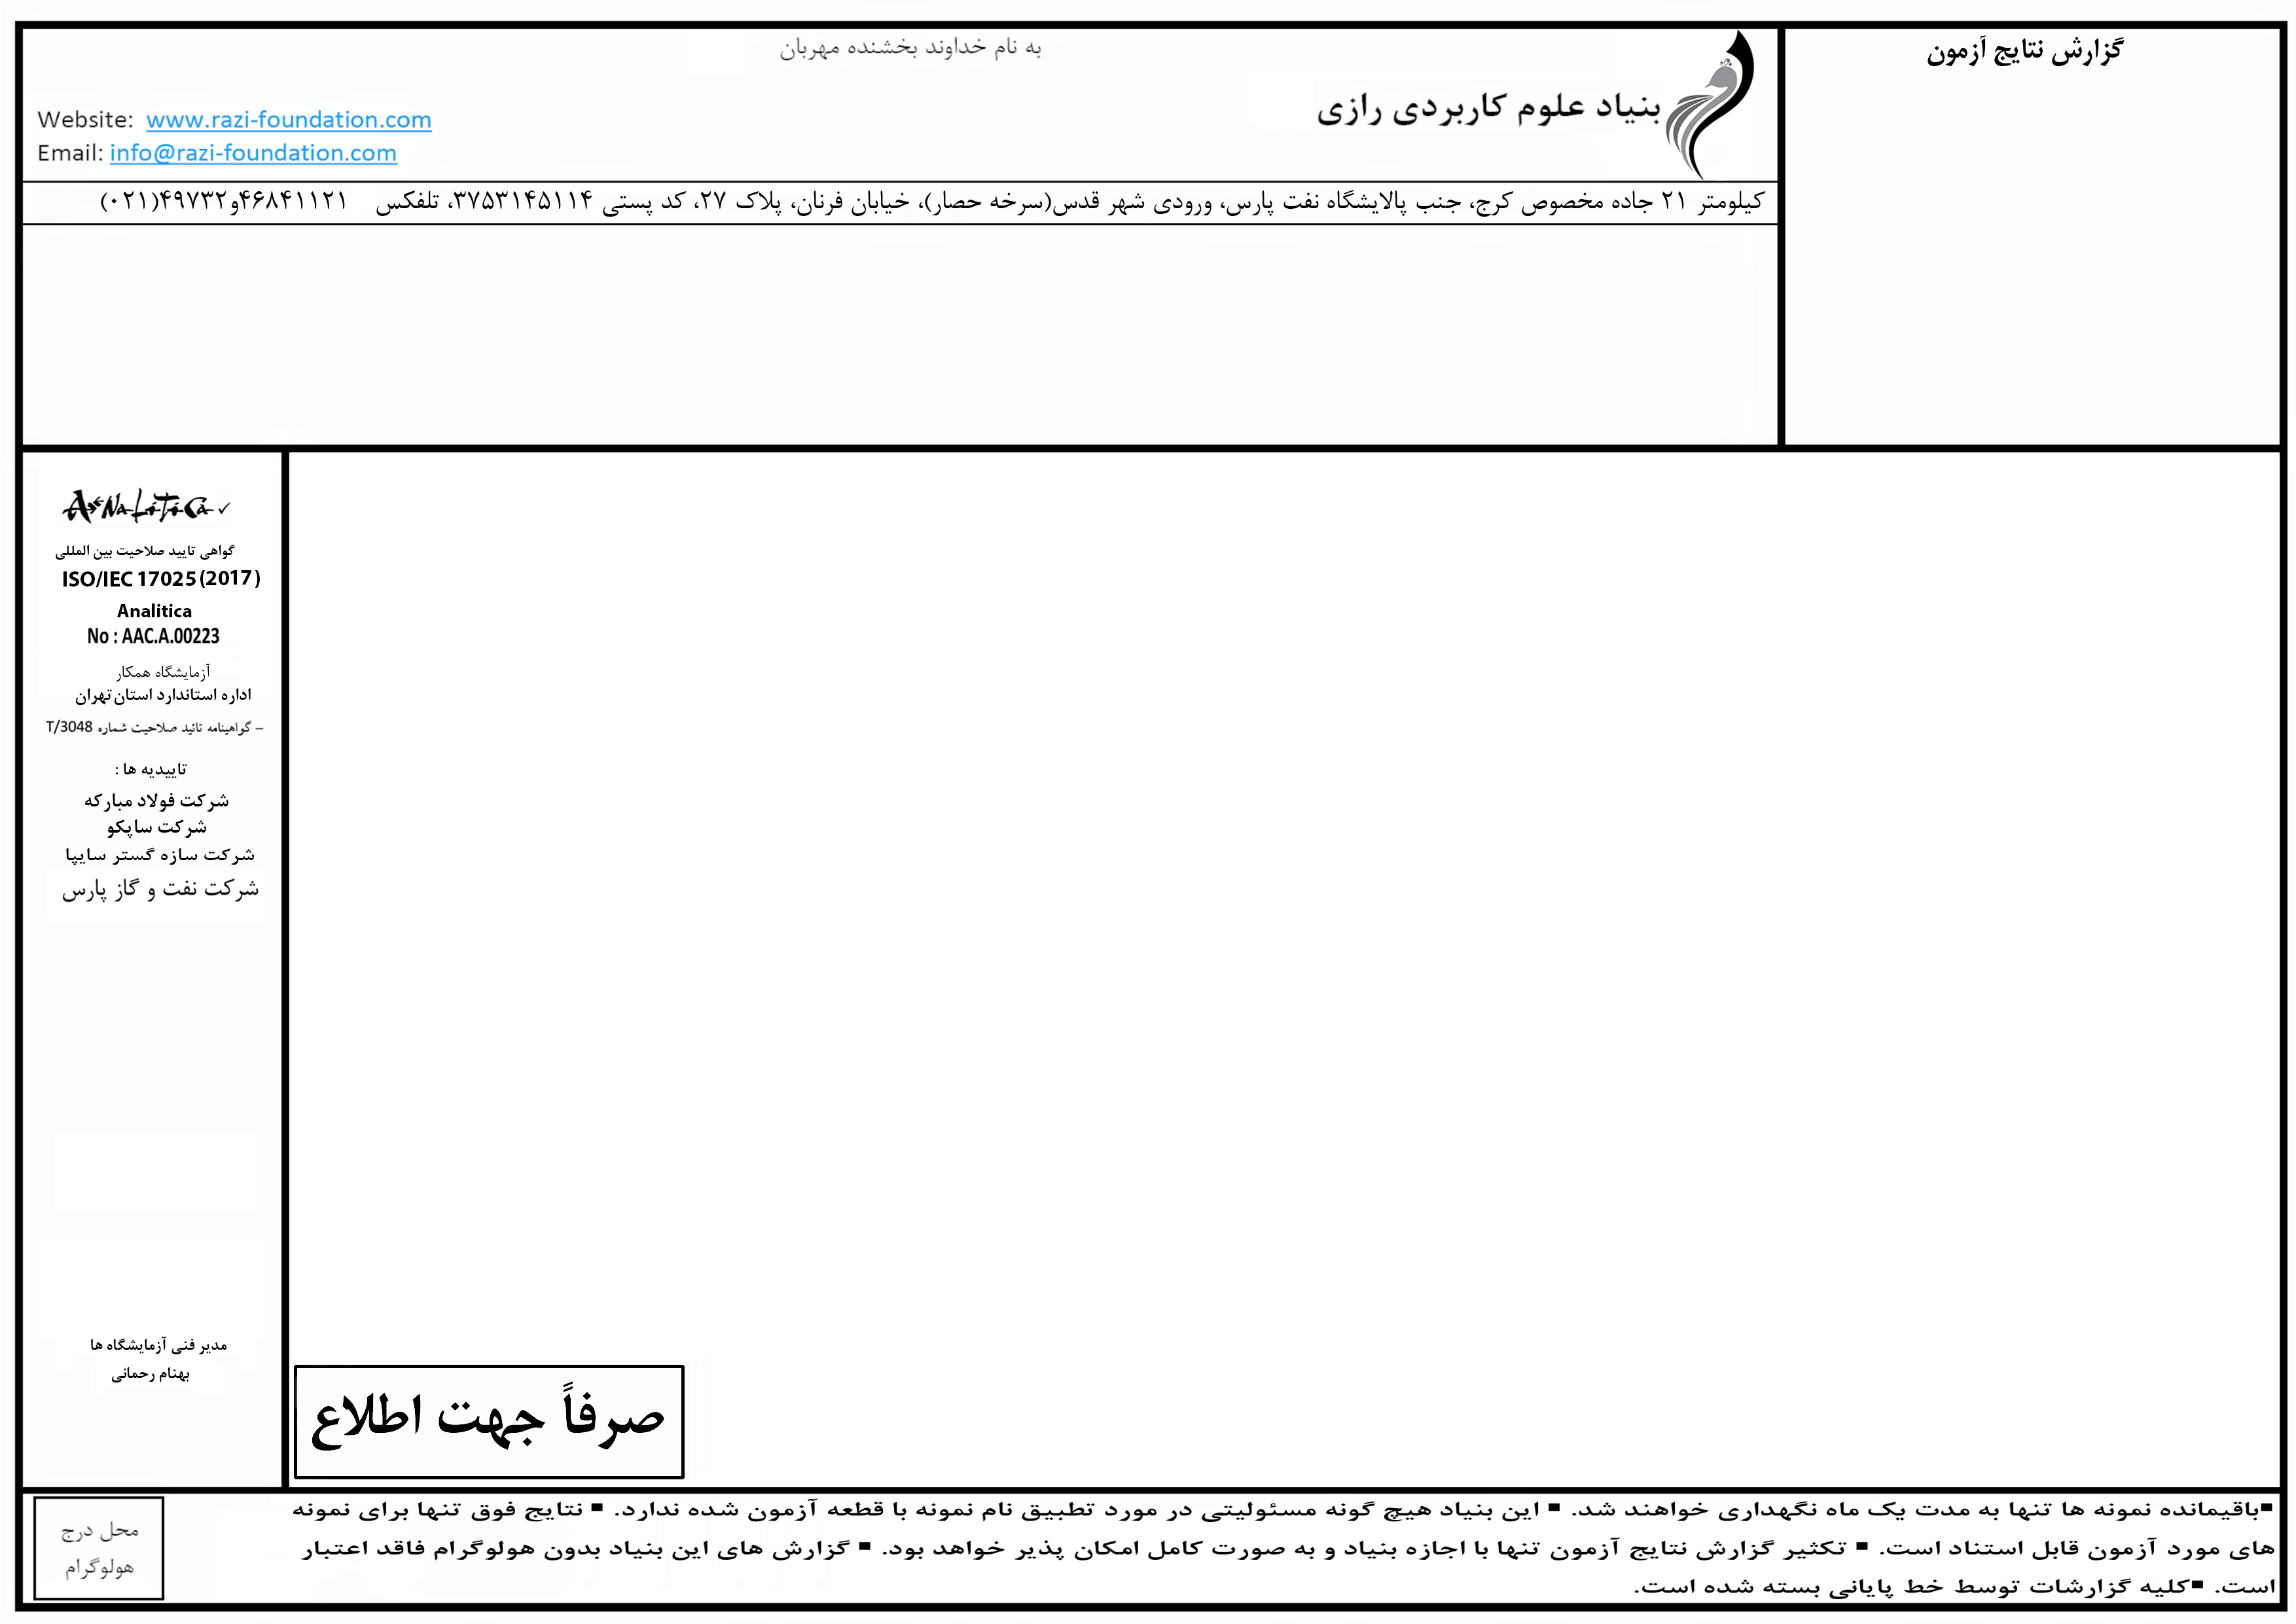 به نام خداوند بخشنده مهربان
گزارش نتایج آزمون
بنیاد علوم کاربردی رازی
Website: www.razi-foundation.com
Email: info@razi-foundation.com
کیلومتر ۲۱ جاده مخصوص کرج، جنب پالایشگاه نفت پارس، ورودی شهر قدس(سرخه حصار)، خیابان فرنان، پلاک ۲۷، کد پستی ۳۷۵۳۱۴۵۱۱۴، تلفکس ۴۶۸۴۱۱۲۱و۴۹۷۳۲(۰۲۱)
ANaLiTiCa
گواهی تایید صلاحیت بین المللی
ISO/IEC 17025 (2017)
Analitica
No : AAC.A.00223
آزمایشگاه همکار
اداره استاندارد استان تهران
– گواهینامه تائید صلاحیت شماره T/3048
تاییدیه ها :
شرکت فولاد مبارکه
شرکت ساپکو
شرکت سازه گستر سایپا
شرکت نفت و گاز پارس
مدیر فنی آزمایشگاه ها
بهنام رحمانی
صرفاً جهت اطلاع
▪باقیمانده نمونه ها تنها به مدت یک ماه نگهداری خواهند شد. ▪ این بنیاد هیچ گونه مسئولیتی در مورد تطبیق نام نمونه با قطعه آزمون شده ندارد. ▪ نتایج فوق تنها برای نمونه
های مورد آزمون قابل استناد است. ▪ تکثیر گزارش نتایج آزمون تنها با اجازه بنیاد و به صورت کامل امکان پذیر خواهد بود. ▪ گزارش های این بنیاد بدون هولوگرام فاقد اعتبار
است. ▪کلیه گزارشات توسط خط پایانی بسته شده است.
محل درج
هولوگرام